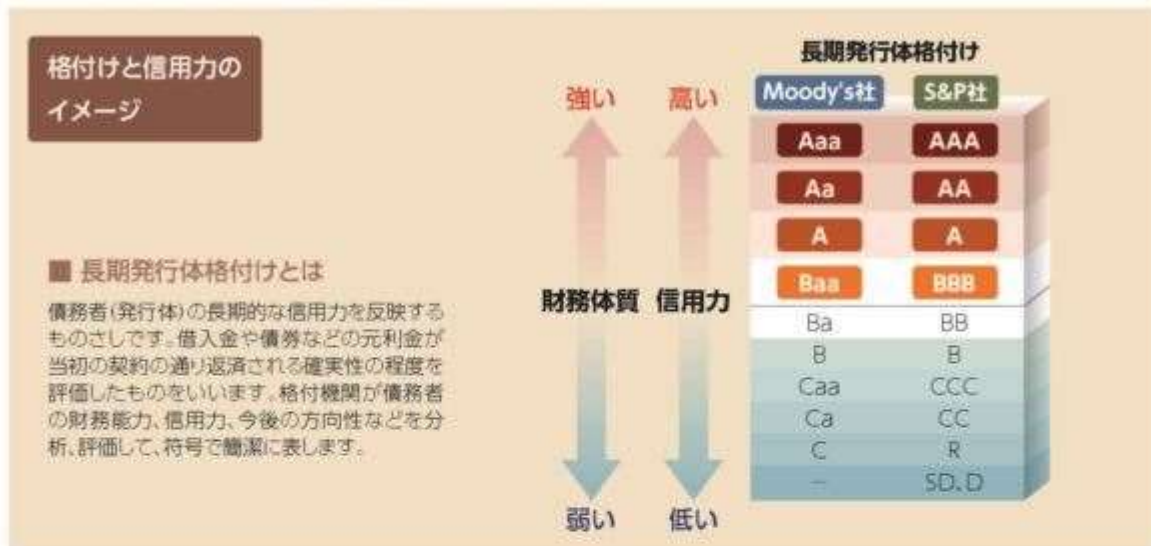 格付けと信用力の
イメージ
■ 長期発行体格付けとは
債務者(発行体)の長期的な信用力を反映する
ものさしです。借入金や債券などの元利金が
当初の契約の通り返済される確実性の程度を
評価したものをいいます。格付機関が債務者
の財務能力、信用力、今後の方向性などを分
析、評価して、符号で簡潔に表します。
強い 高い
財務体質 信用力
弱い 低い
長期発行体格付け
Moody's社 S&P社
Aaa AAA
Aa AA
A A
Baa BBB
Ba BB
B B
Caa CCC
Ca CC
C R
− SD、D